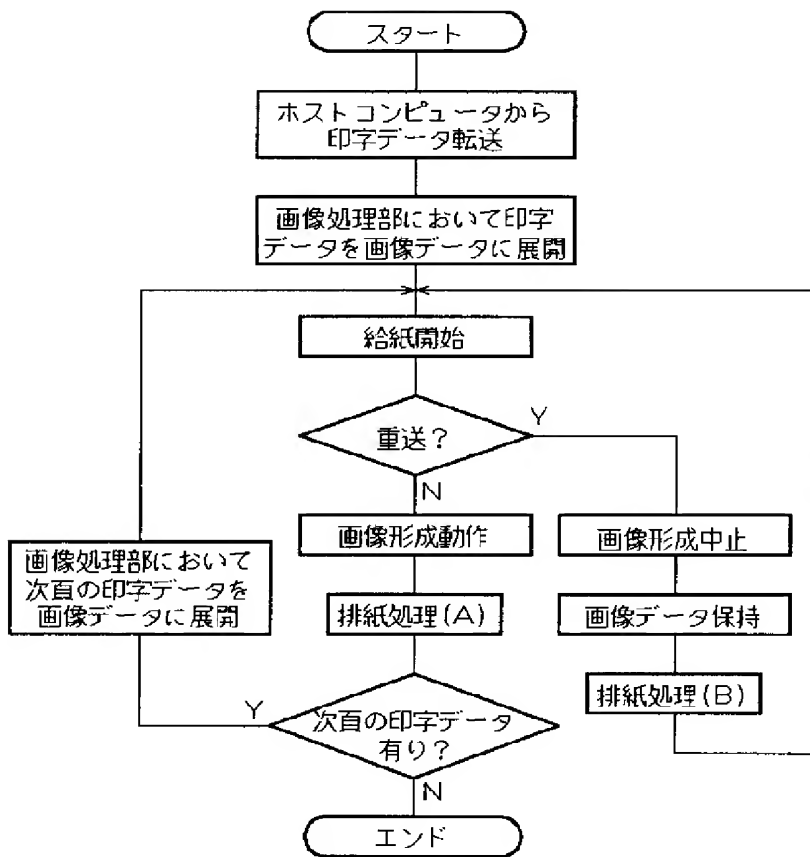 スタート
ホストコンピュータから
印字データ転送
画像処理部において印字
データを画像データに展開
給紙開始
重送?
Y
N
画像形成動作
画像形成中止
画像処理部において
次頁の印字データを
画像データに展開
排紙処理(A)
画像データ保持
排紙処理(B)
Y
次頁の印字データ
有り?
N
エンド